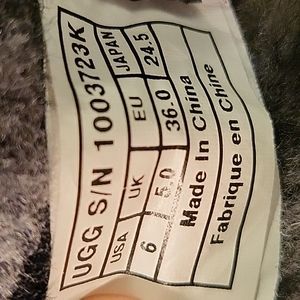 UGG S/N 1003723K
USA UK EU JAPAN
6 5.0 36.0 24.5
Made In China
Fabrique en Chine